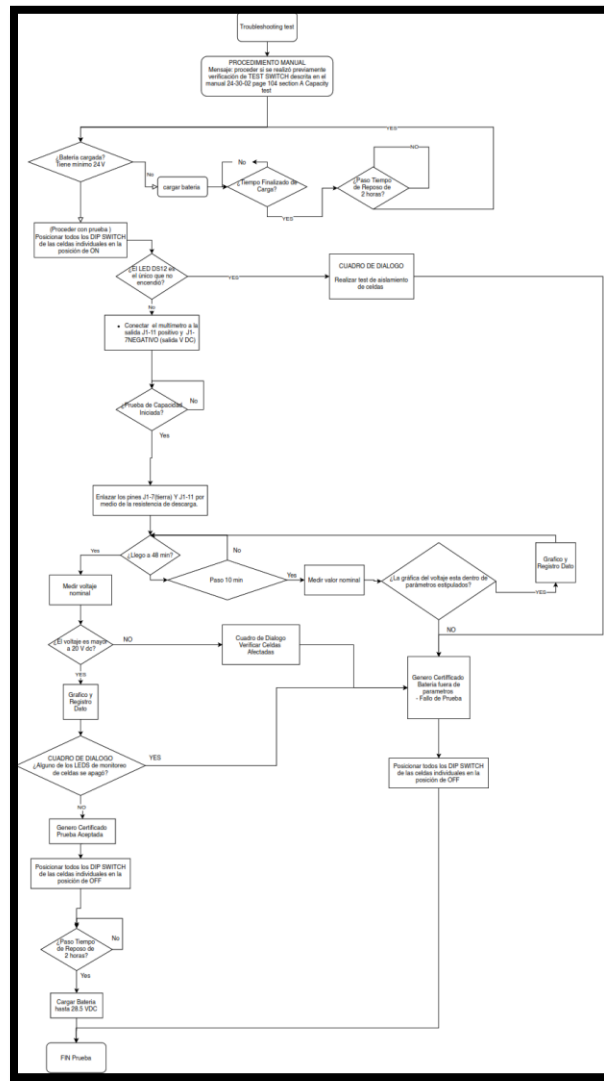 Troubleshooting test
PROCEDIMIENTO MANUAL
Mensaje: proceder si se realizó previamente
verificación de TEST SWITCH descrita en el
manual 24-30-02 page 104 section A Capacity
test
YES
¿Bateria cargada?
Tiene minimo 24 V
No
cargar bateria
No
¿Tiempo Finalizado de
Carga?
YES
NO
¿Paso Tiempo de
Reposo de
2 horas?
(Proceder con prueba )
Posicionar todos los DIP SWITCH
de las celdas individuales en la
posición de ON
¿El LED DS12 es
el único que no
encendió?
YES
CUADRO DE DIALOGO
Realizar test de aislamiento
de celdas
No
• Conectar el multímetro a la
salida J1-11 positivo y J1-
7NEGATIVO (salida V DC)
¿Prueba de Capacidad
Iniciada?
No
Yes
Enlazar los pines J1-7(tierra) Y J1-11 por
medio de la resistencia de descarga.
¿Llego a 48 min?
Yes
No
Paso 10 min
Yes
Medir valor nominal
¿La gráfica del voltaje esta dentro de
parámetros estipulados?
YES
Grafico y
Registro Dato
NO
Medir voltaje
nominal
¿El voltaje es mayor
a 20 V dc?
NO
Cuadro de Dialogo
Verificar Celdas
Afectadas
Genero Certificado
Batería fuera de
parametros
- Fallo de Prueba
YES
Grafico y
Registro
Dato
CUADRO DE DIALOGO
¿Alguno de los LEDS de monitoreo
de celdas se apagó?
YES
Posicionar todos los DIP SWITCH
de las celdas individuales en la
posición de OFF
NO
Genero Certificado
Prueba Aceptada
Posicionar todos los DIP SWITCH
de las celdas individuales en la
posición de OFF
¿Paso Tiempo
de Reposo de
2 horas?
No
Yes
Cargar Batería
hasta 28.5 VDC
FIN Prueba